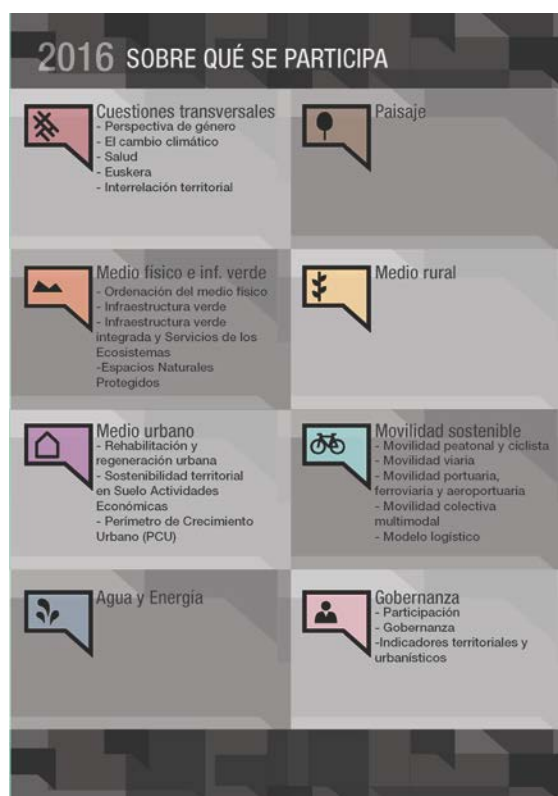 2016 SOBRE QUÉ SE PARTICIPA
Cuestiones transversales
- Perspectiva de género
- El cambio climático
- Salud
- Euskera
- Interrelación territorial
Paisaje
Medio físico e inf. verde
- Ordenación del medio físico
- Infraestructura verde
- Infraestructura verde
integrada y Servicios de los
Ecosistemas
-Espacios Naturales
Protegidos
Medio rural
Medio urbano
- Rehabilitación y
regeneración urbana
- Sostenibilidad territorial
en Suelo Actividades
Económicas
- Perímetro de Crecimiento
Urbano (PCU)
Movilidad sostenible
- Movilidad peatonal y ciclista
- Movilidad viaria
- Movilidad portuaria,
ferroviaria y aeroportuaria
- Movilidad colectiva
multimodal
- Modelo logístico
Agua y Energía
Gobernanza
- Participación
- Gobernanza
-Indicadores territoriales y
urbanísticos